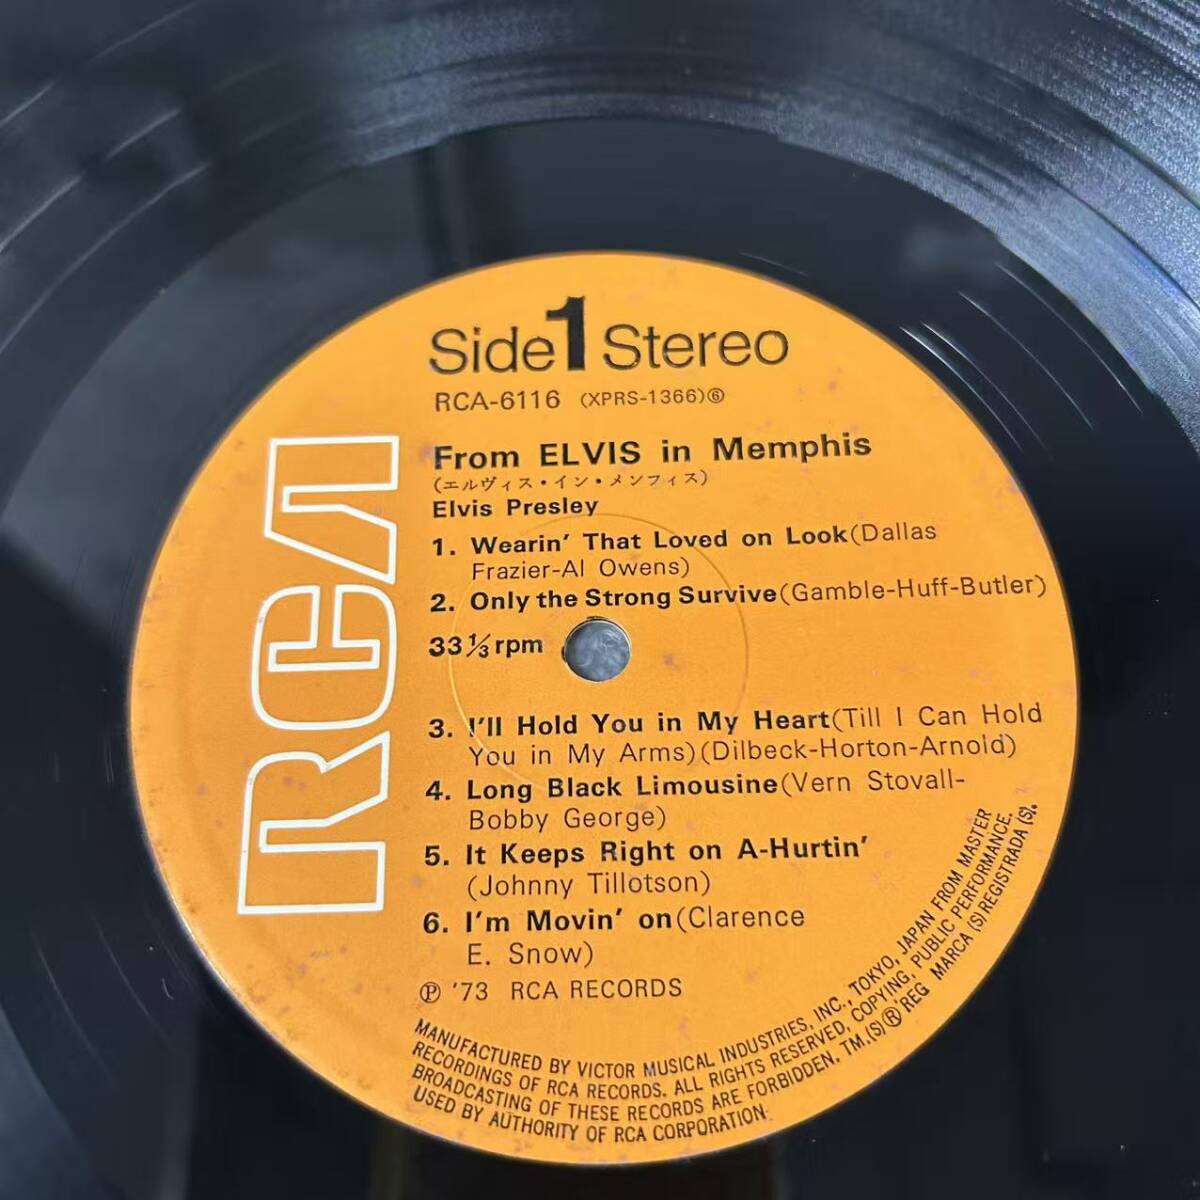 Side 1 Stereo
RCA-6116 (XPRS-1366)⑥
From ELVIS in Memphis
(エルヴィス・イン・メンフィス)
Elvis Presley
1. Wearin' That Loved on Look(Dallas
Frazier-Al Owens)
2. Only the Strong Survive(Gamble-Huff-Butler)
33 1/3 rpm
3. I'll Hold You in My Heart(Till I Can Hold
You in My Arms)(Dilbeck-Horton-Arnold)
4. Long Black Limousine(Vern Stovall-
Bobby George)
5. It Keeps Right on A-Hurtin'
(Johnny Tillotson)
6. I'm Movin' on(Clarence
E. Snow)
℗ '73 RCA RECORDS
RCA
MANUFACTURED BY VICTOR MUSICAL INDUSTRIES, INC., TOKYO, JAPAN FROM MASTER
RECORDINGS OF RCA RECORDS. ALL RIGHTS RESERVED, COPYING, PUBLIC PERFORMANCE,
BROADCASTING OF THESE RECORDS ARE FORBIDDEN, TM.(S)®'REG MARCA (S) REGISTRADA (S).
USED BY AUTHORITY OF RCA CORPORATION.